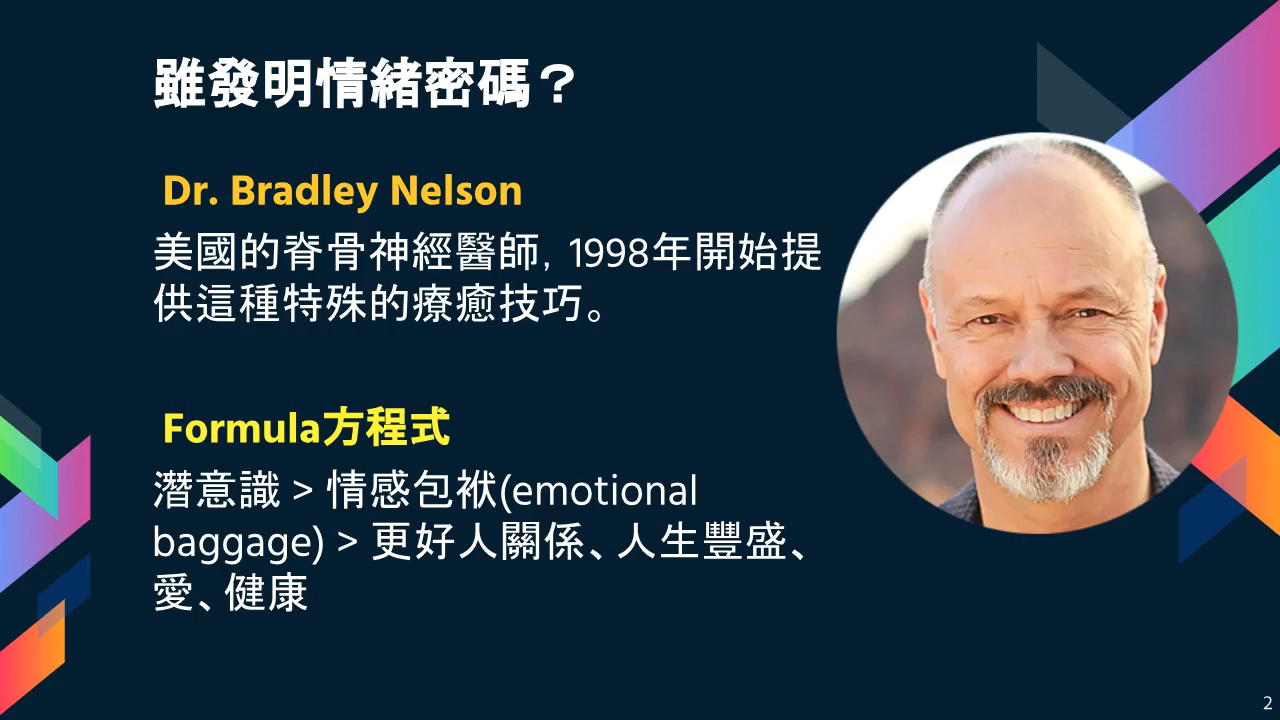 雖發明情緒密碼？
Dr. Bradley Nelson
美國的脊骨神經醫師, 1998年開始提
供這種特殊的療癒技巧。
Formula方程式
潛意識 > 情感包袱(emotional
baggage) > 更好人關係、人生豐盛、
愛、健康
2